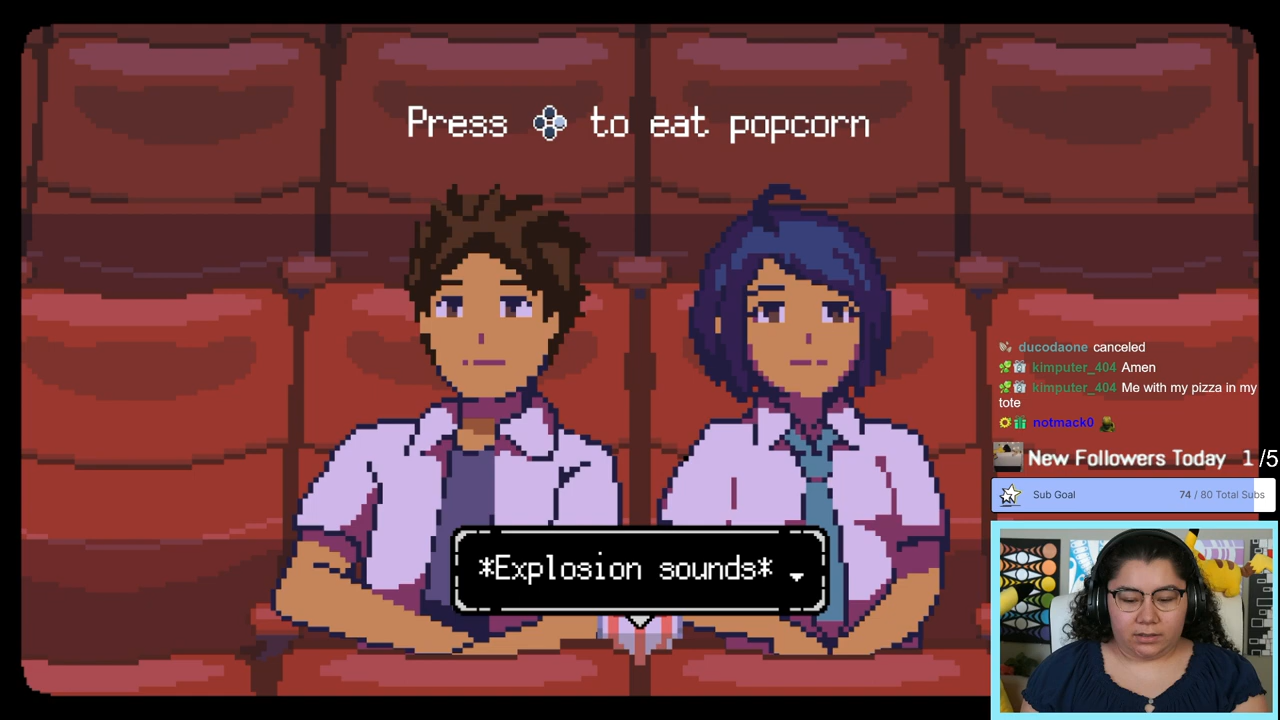 Press to eat popcorn
*Explosion sounds*
ducodaone canceled
kimputer_404 Amen
kimputer_404 Me with my pizza in my
tote
notmack0
New Followers Today 1 /5
Sub Goal 74 / 80 Total Subs